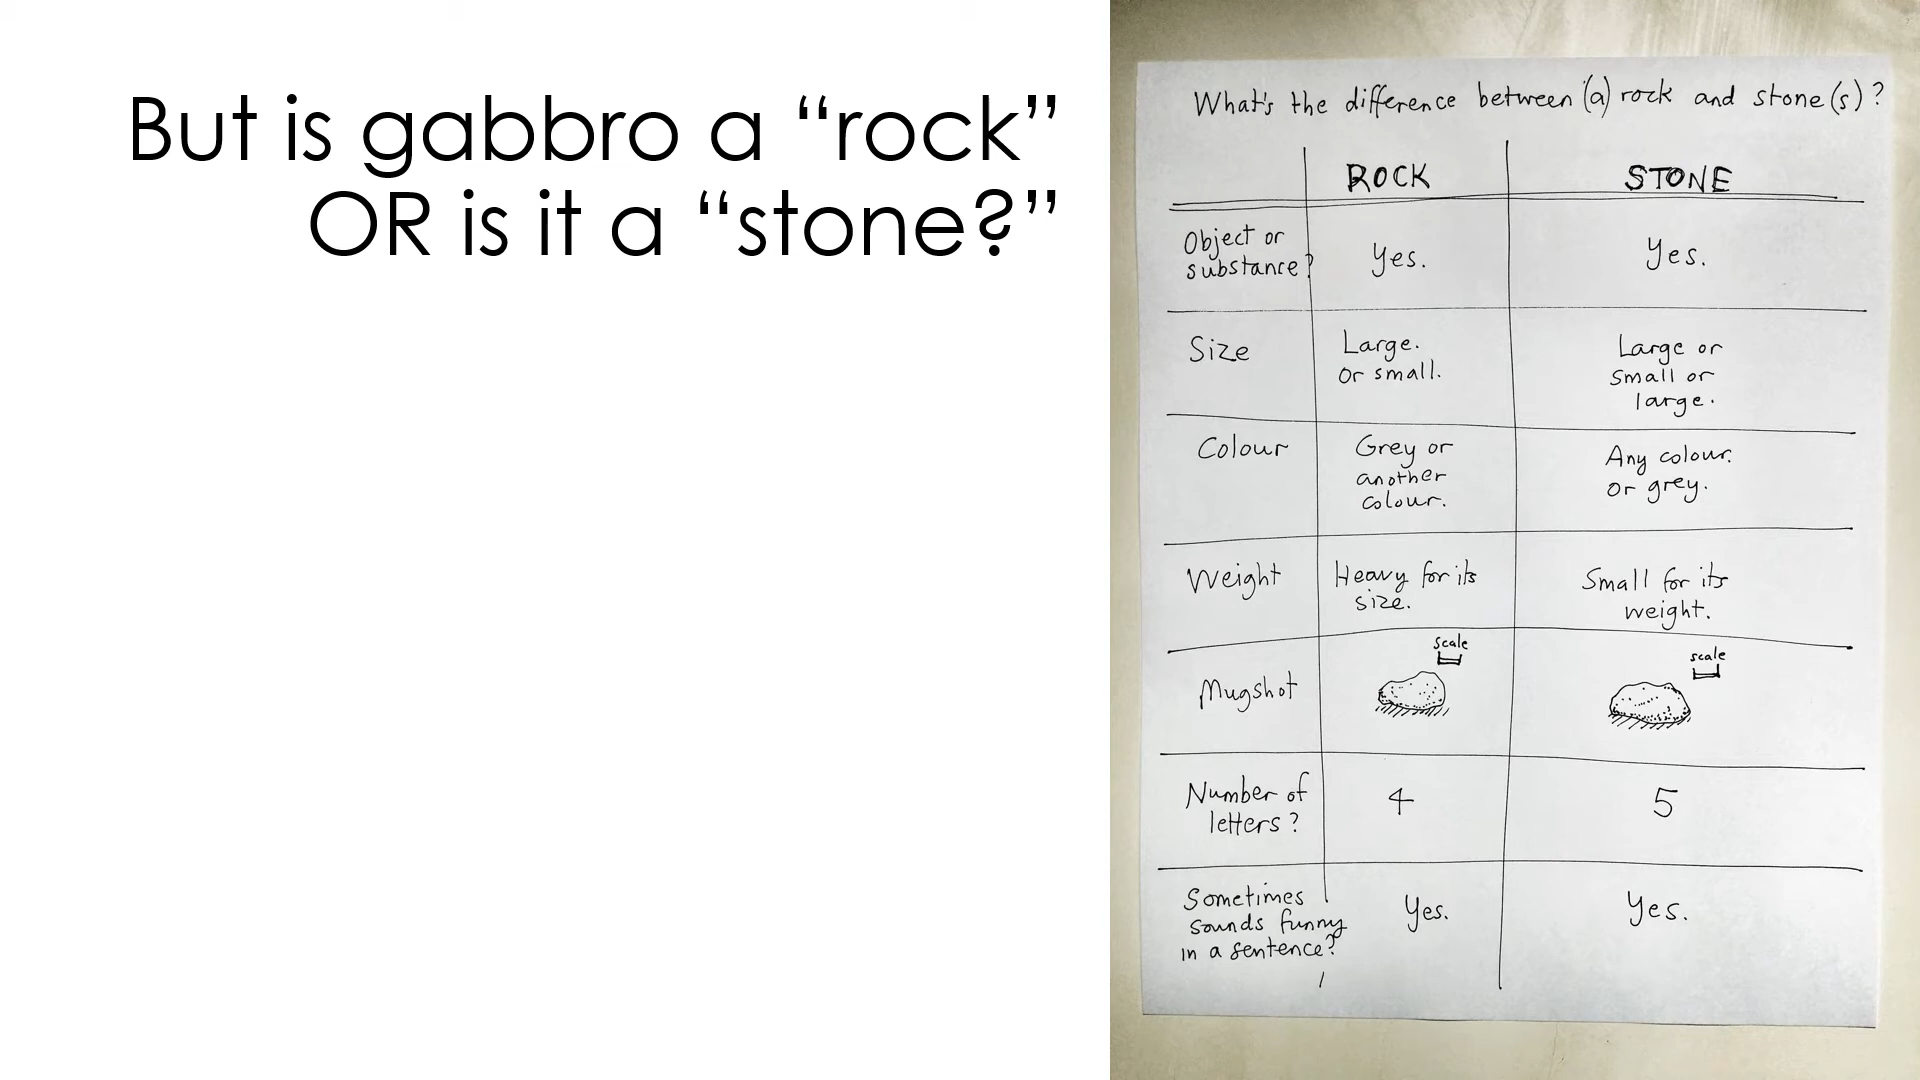 But is gabbro a “rock”
OR is it a “stone?”
What's the difference between (a) rock and stone(s)?
ROCK STONE
Object or
substance?
Yes.
Yes.
Size
Large.
Or small.
Large or
small or
large.
Colour
Grey or
another
colour.
Any colour.
Or grey.
Weight
Heavy for its
size.
Small for its
weight.
Mugshot
scale
scale
Number of
letters?
4
5
Sometimes
sounds funny
in a sentence?
Yes.
Yes.